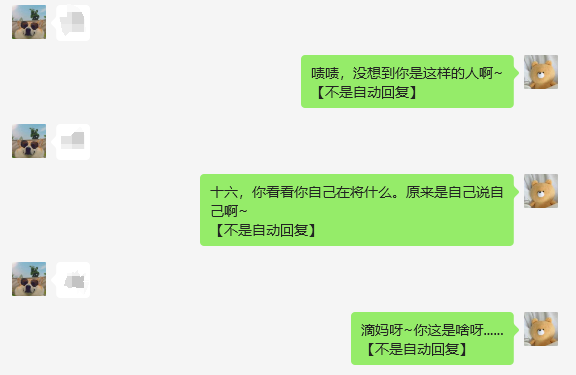 啧啧，没想到你是这样的人啊~
【不是自动回复】
十六，你看看你自己在将什么。原来是自己说自
己啊~
【不是自动回复】
滴妈呀~你这是啥呀......
【不是自动回复】